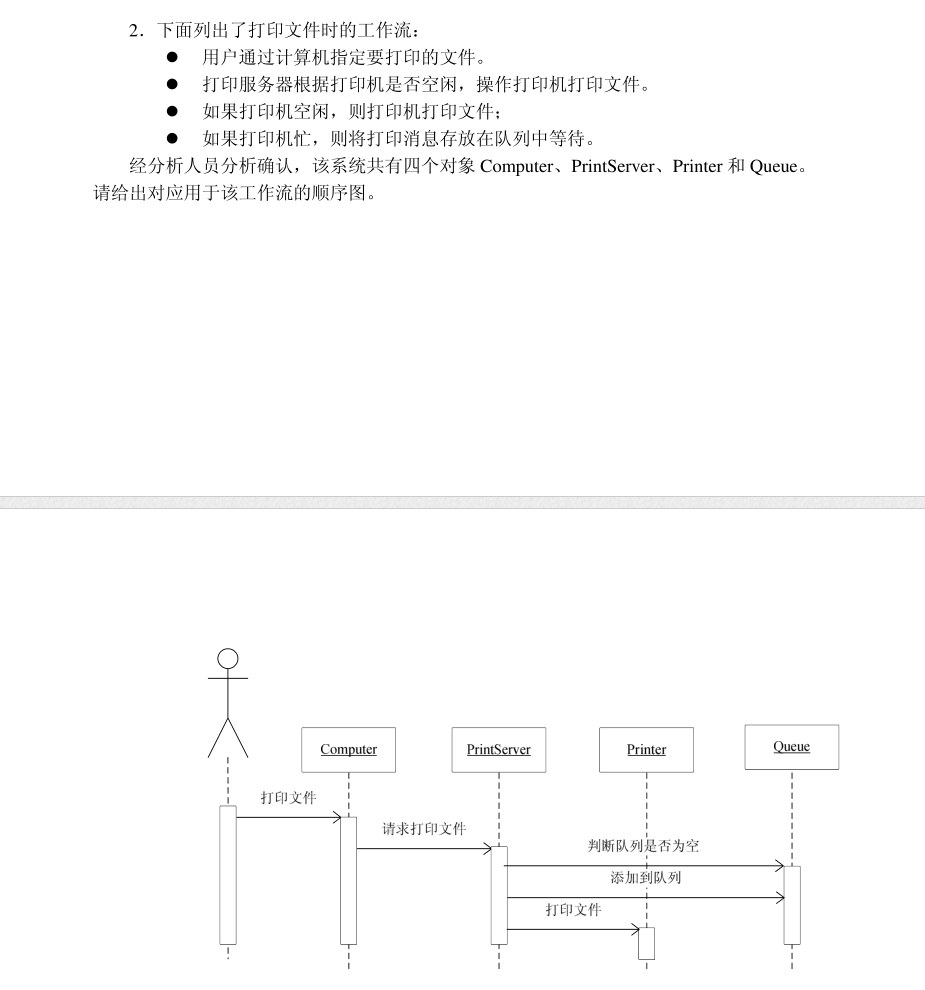 2．下面列出了打印文件时的工作流：
● 用户通过计算机指定要打印的文件。
● 打印服务器根据打印机是否空闲，操作打印机打印文件。
● 如果打印机空闲，则打印机打印文件；
● 如果打印机忙，则将打印消息存放在队列中等待。
经分析人员分析确认，该系统共有四个对象 Computer、PrintServer、Printer 和 Queue。
请给出对应用于该工作流的顺序图。
Computer
PrintServer
Printer
Queue
打印文件
请求打印文件
判断队列是否为空
添加到队列
打印文件